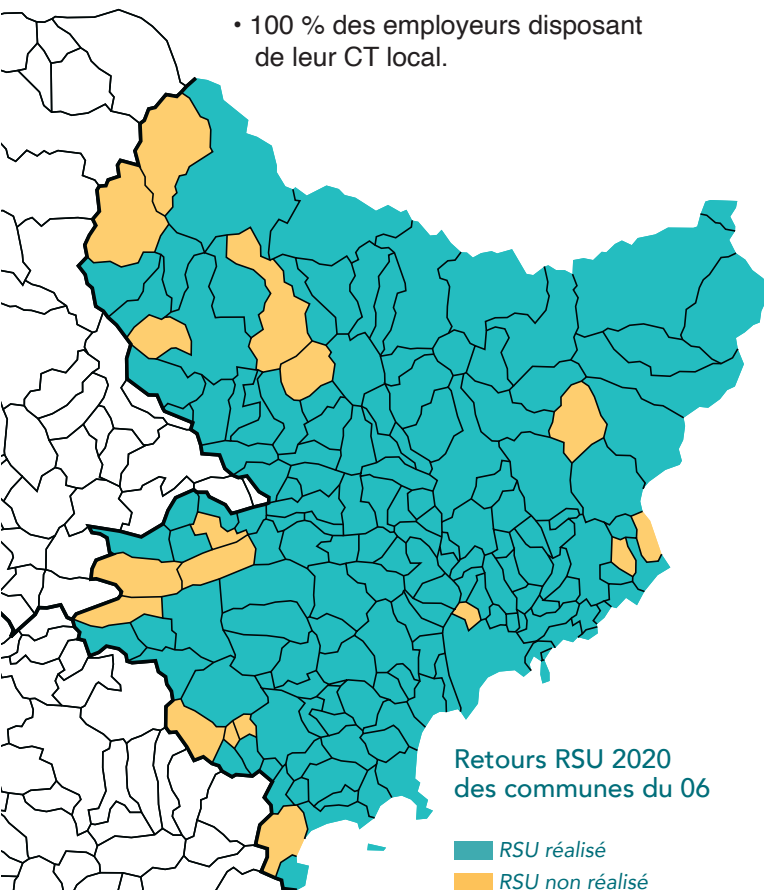 • 100 % des employeurs disposant
de leur CT local.
Retours RSU 2020
des communes du 06
RSU réalisé
RSU non réalisé